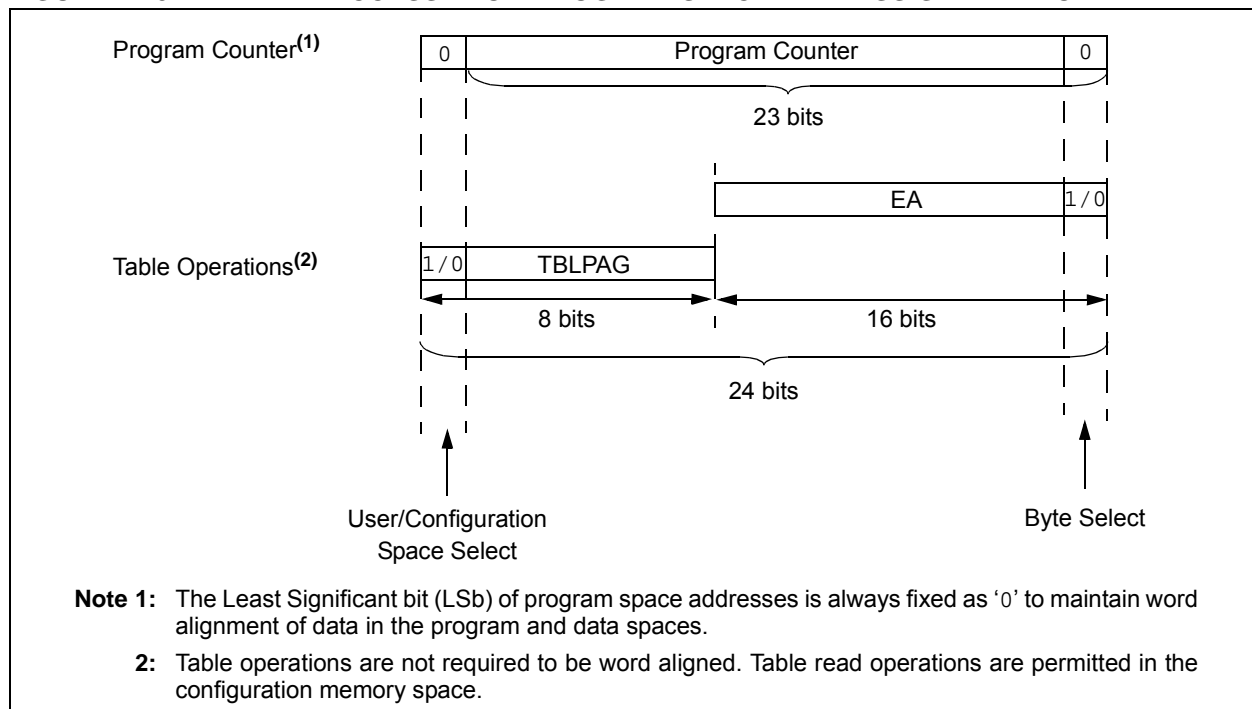 Program Counter(1)
0
Program Counter
0
23 bits
EA
1/0
Table Operations(2)
1/0
TBLPAG
8 bits
16 bits
24 bits
User/Configuration
Space Select
Byte Select
Note 1: The Least Significant bit (LSb) of program space addresses is always fixed as ‘0’ to maintain word
alignment of data in the program and data spaces.
2: Table operations are not required to be word aligned. Table read operations are permitted in the
configuration memory space.